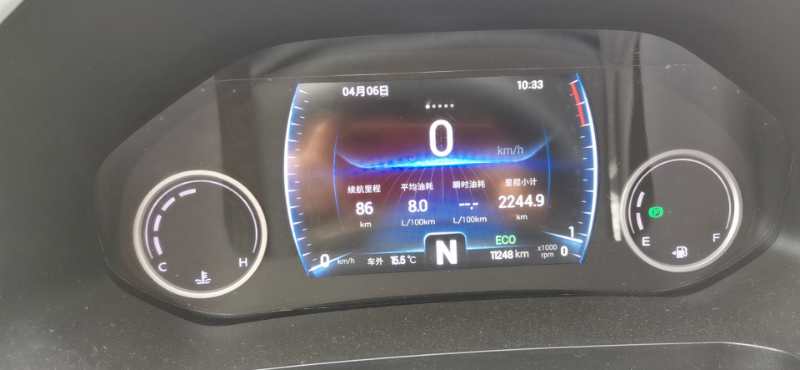 04月06日 10:33
0
km/h
续航里程 平均油耗 瞬时油耗 里程小计
86 8.0 --.- 2244.9
km L/100km L/100km km
C H
E F
ECO
N
0 km/h 车外 15.5 ℃ 11248 km x1000 rpm 0 1